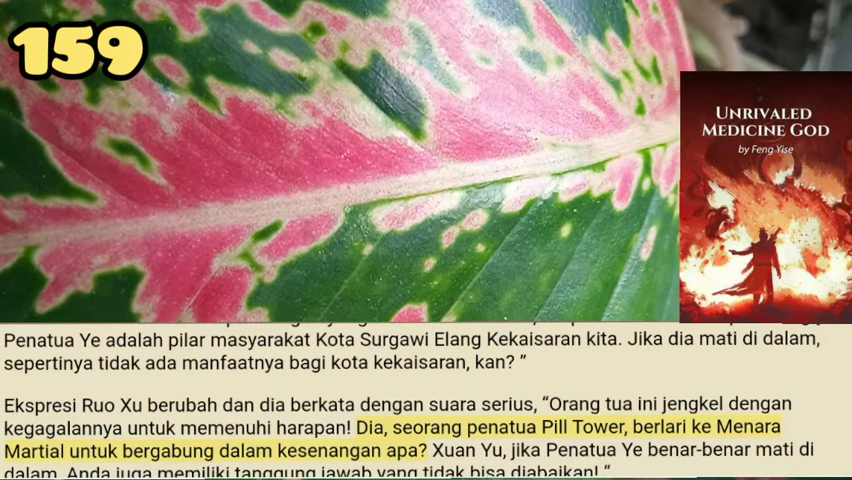 159
UNRIVALED
MEDICINE GOD
by Feng Yise
Penatua Ye adalah pilar masyarakat Kota Surgawi Elang Kekaisaran kita. Jika dia mati di dalam,
sepertinya tidak ada manfaatnya bagi kota kekaisaran, kan? ”
Ekspresi Ruo Xu berubah dan dia berkata dengan suara serius, “Orang tua ini jengkel dengan
kegagalannya untuk memenuhi harapan! Dia, seorang penatua Pill Tower, berlari ke Menara
Martial untuk bergabung dalam kesenangan apa? Xuan Yu, jika Penatua Ye benar-benar mati di
dalam, Anda juga memiliki tanggung jawab yang tidak bisa diabaikan! “